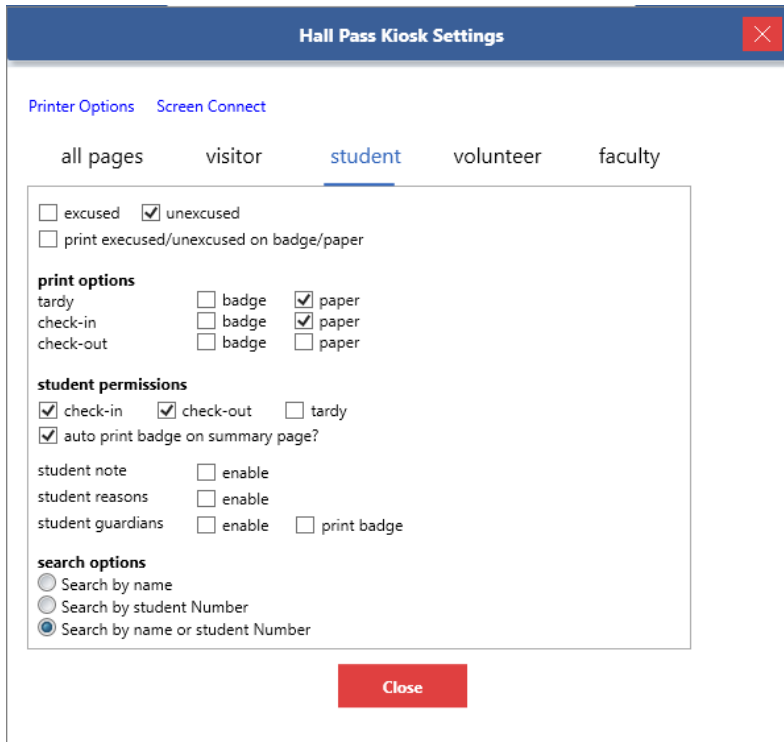 Hall Pass Kiosk Settings
Printer Options Screen Connect
all pages visitor student volunteer faculty
excused unexcused
print execused/unexcused on badge/paper
print options
tardy badge paper
check-in badge paper
check-out badge paper
student permissions
check-in check-out tardy
auto print badge on summary page?
student note enable
student reasons enable
student guardians enable print badge
search options
Search by name
Search by student Number
Search by name or student Number
Close